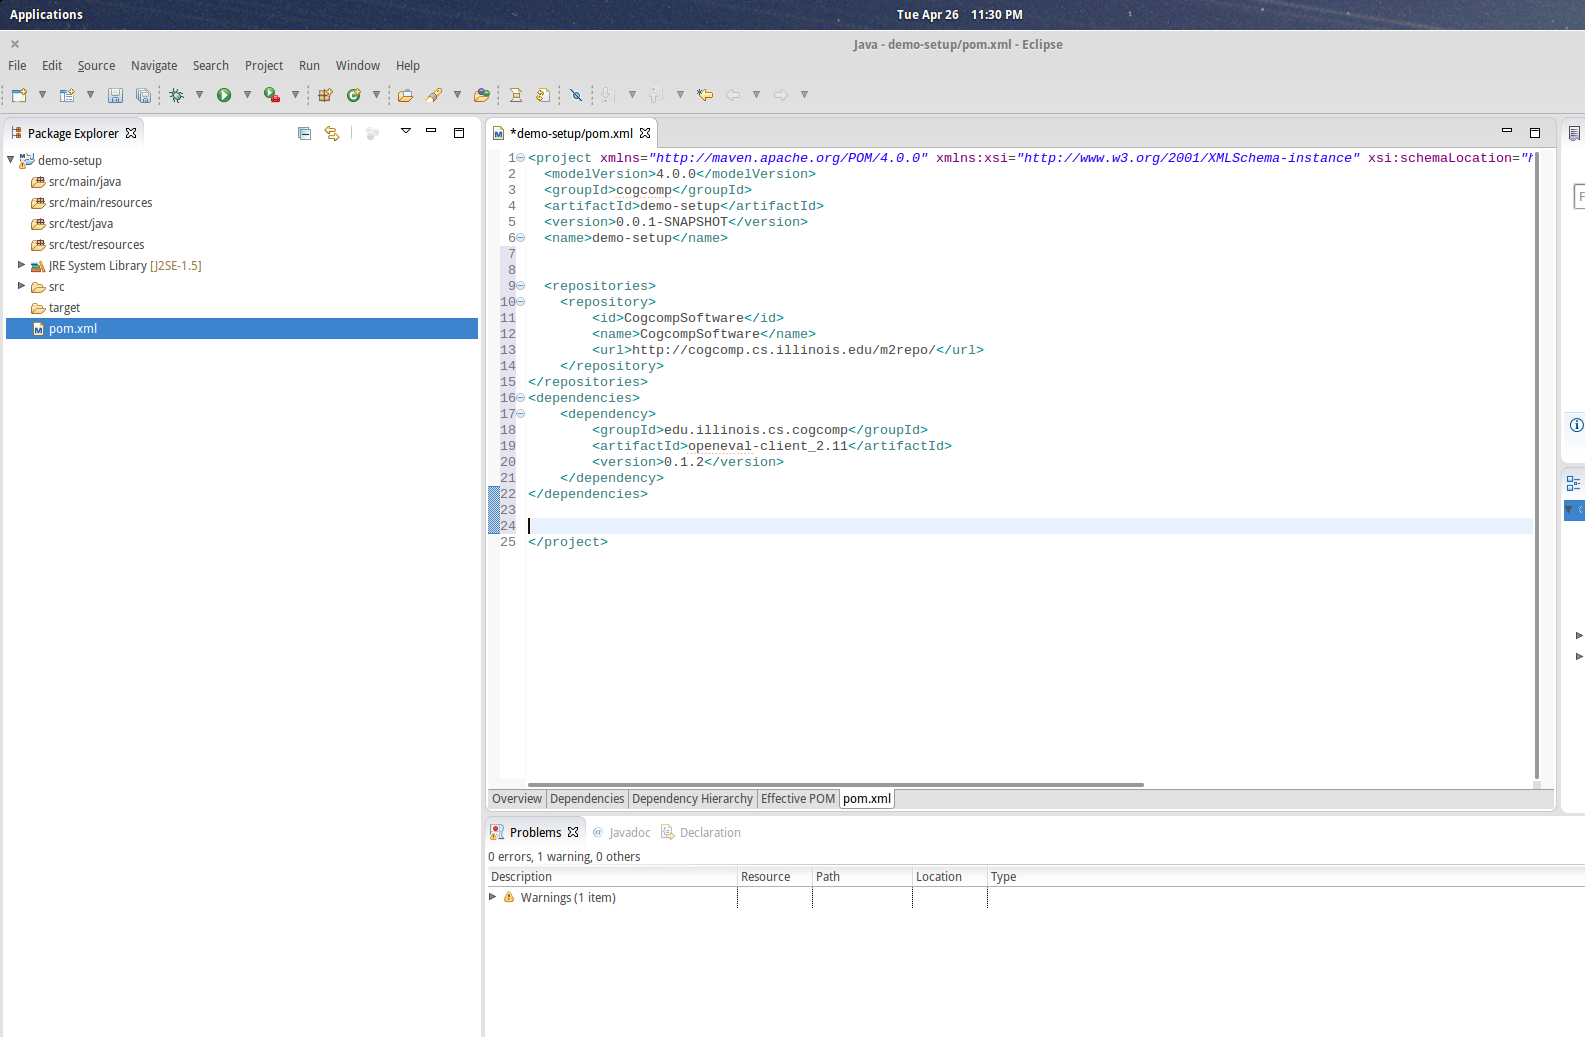 Applications
Tue Apr 26 11:30 PM
Java - demo-setup/pom.xml - Eclipse
File Edit Source Navigate Search Project Run Window Help
Package Explorer
demo-setup
src/main/java
src/main/resources
src/test/java
src/test/resources
JRE System Library [J2SE-1.5]
src
target
pom.xml
*demo-setup/pom.xml
1 <project xmlns="http://maven.apache.org/POM/4.0.0" xmlns:xsi="http://www.w3.org/2001/XMLSchema-instance" xsi:schemaLocation="h
2 <modelVersion>4.0.0</modelVersion>
3 <groupId>cogcomp</groupId>
4 <artifactId>demo-setup</artifactId>
5 <version>0.0.1-SNAPSHOT</version>
6 <name>demo-setup</name>
7
8
9 <repositories>
10 <repository>
11 <id>CogcompSoftware</id>
12 <name>CogcompSoftware</name>
13 <url>http://cogcomp.cs.illinois.edu/m2repo/</url>
14 </repository>
15 </repositories>
16 <dependencies>
17 <dependency>
18 <groupId>edu.illinois.cs.cogcomp</groupId>
19 <artifactId>openeval-client_2.11</artifactId>
20 <version>0.1.2</version>
21 </dependency>
22 </dependencies>
23
24
25 </project>
Overview Dependencies Dependency Hierarchy Effective POM pom.xml
Problems @ Javadoc Declaration
0 errors, 1 warning, 0 others
Description Resource Path Location Type
Warnings (1 item)